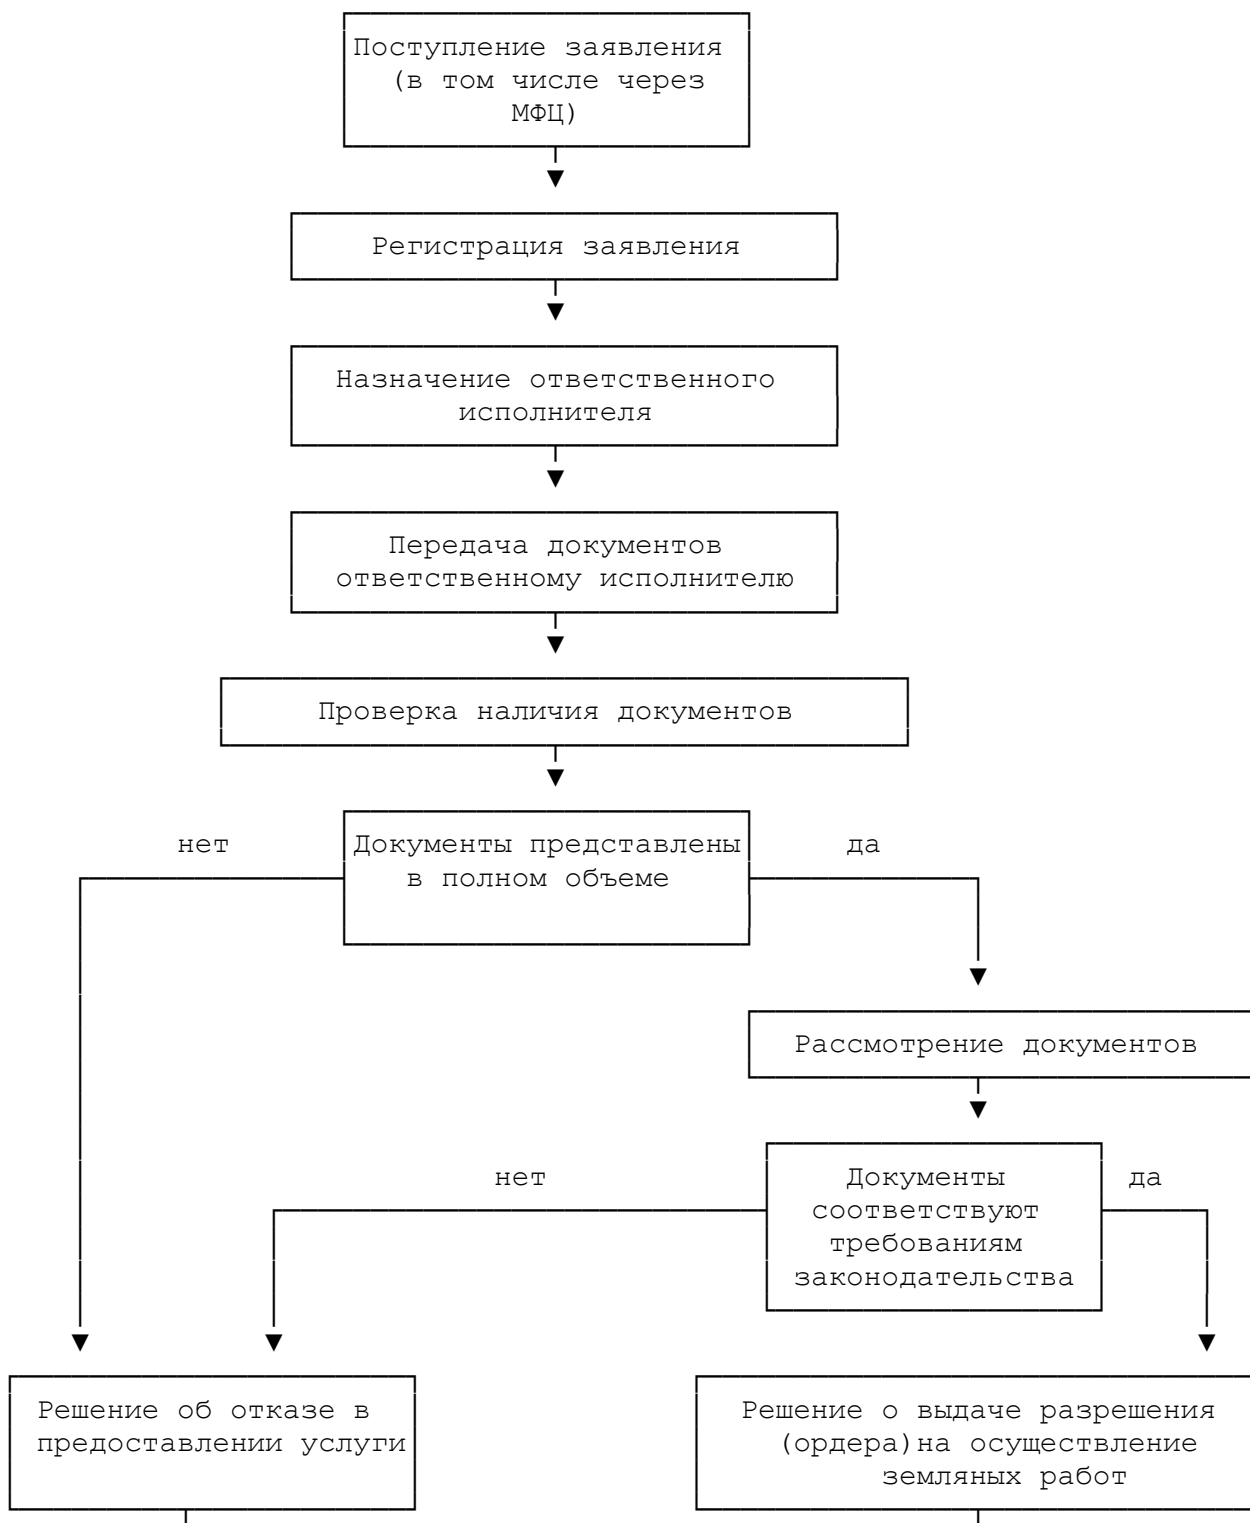 Поступление заявления
(в том числе через
МФЦ)
Регистрация заявления
Назначение ответственного
исполнителя
Передача документов
ответственному исполнителю
Проверка наличия документов
нет
Документы представлены
в полном объеме
да
Рассмотрение документов
нет
Документы
соответствуют
требованиям
законодательства
да
Решение об отказе в
предоставлении услуги
Решение о выдаче разрешения
(ордера)на осуществление
земляных работ